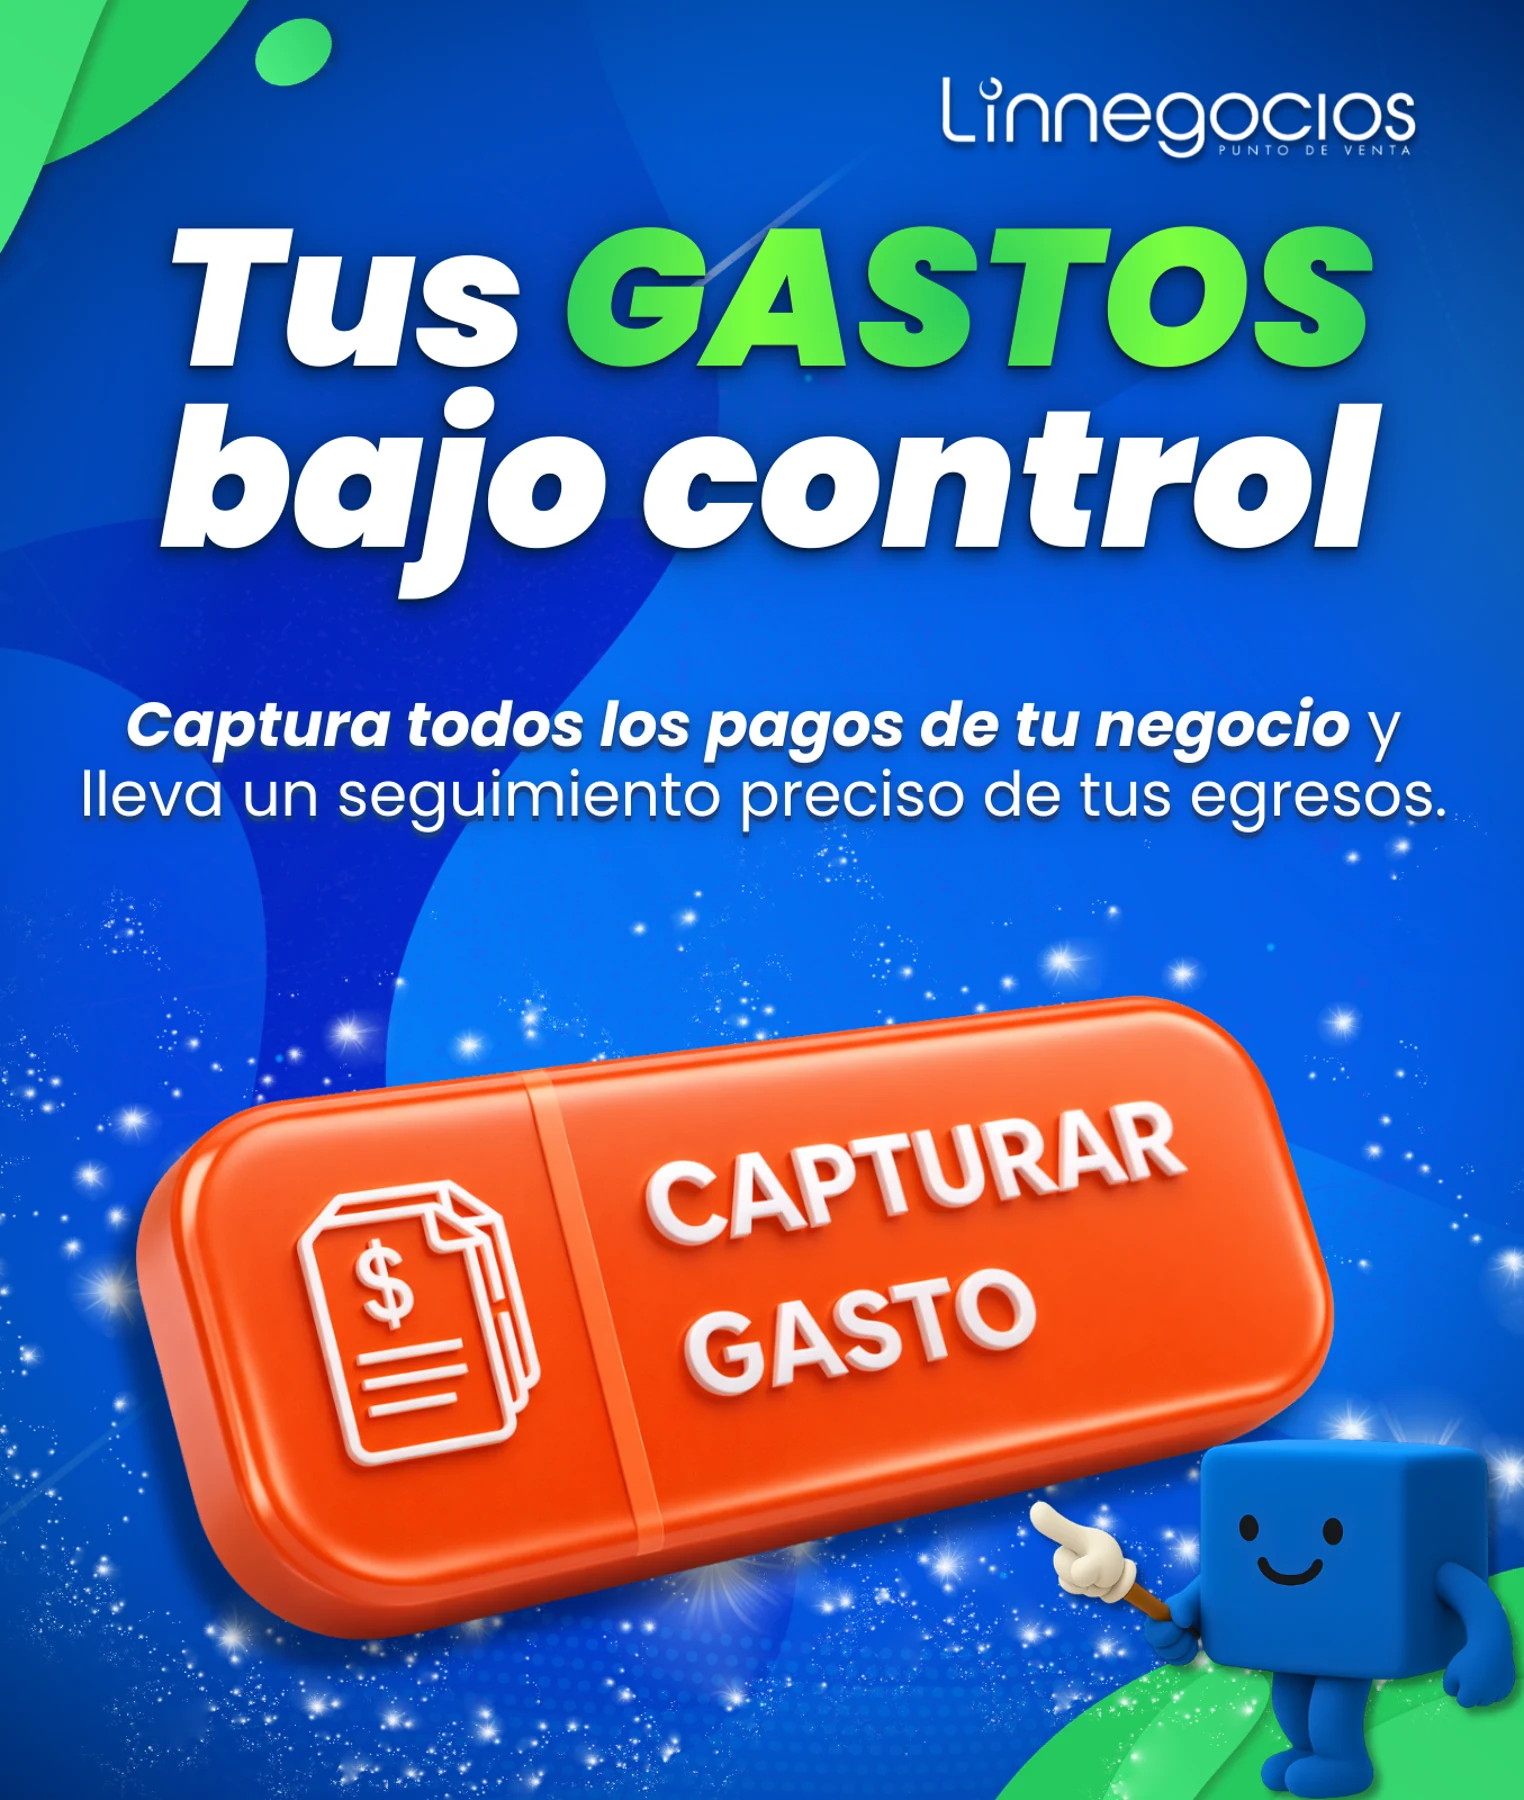 Linnegocios
PUNTO DE VENTA
Tus GASTOS
bajo control
Captura todos los pagos de tu negocio y
lleva un seguimiento preciso de tus egresos.
$
CAPTURAR
GASTO